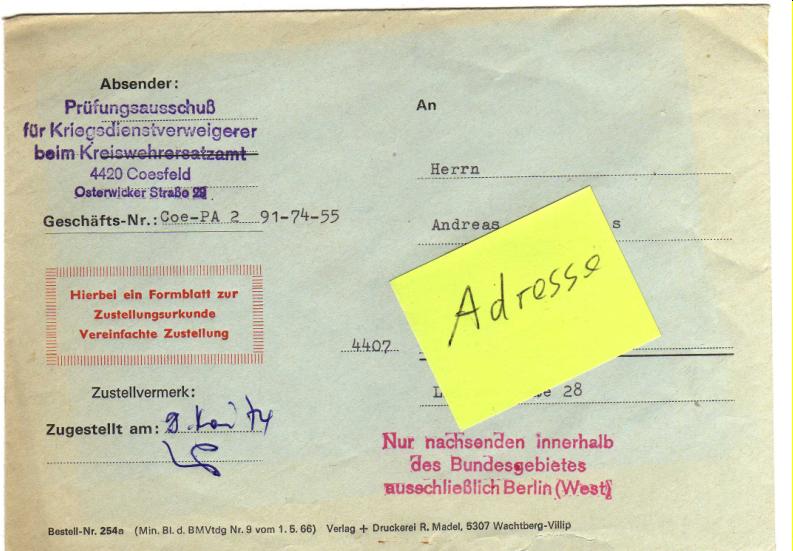 Absender:
Prüfungsausschuß
für Kriegsdienstverweigerer
beim Kreiswehrersatzamt
4420 Coesfeld
Osterwicker Straße
Geschäfts-Nr.: Coe-PA 2 91-74-55
Hierbei ein Formblatt zur
Zustellungsurkunde
Vereinfachte Zustellung
Zustellvermerk:
Zugestellt am: 9. Mai 74
An
Herrn
Andreas s
Adresse
4407
28
Nur nachsenden innerhalb
des Bundesgebietes
ausschließlich Berlin (West)
Bestell-Nr. 254a (Min. Bl. d. BMVtdg Nr. 9 vom 1. 5. 66) Verlag + Druckerei R. Madel, 5307 Wachtberg-Villip